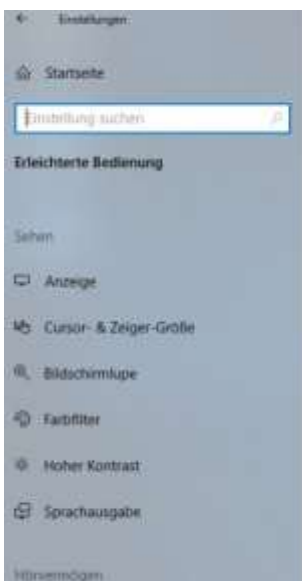 Einstellungen
Startseite
Einstellung suchen
Erleichterte Bedienung
Sehen
Anzeige
Cursor- & Zeiger-Größe
Bildschirmlupe
Farbfilter
Hoher Kontrast
Sprachausgabe
Hörvermögen